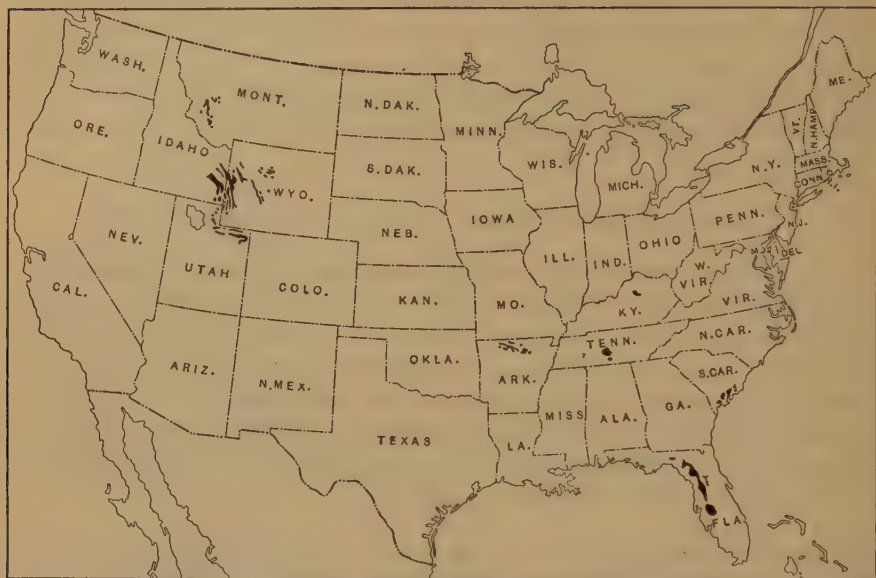 WASH.
MONT.
N. DAK.
MINN.
ME.
ORE.
IDAHO
S. DAK.
WIS.
MICH.
VT.
N. HAMP.
N.Y.
MASS.
CONN.
WYO.
IOWA
PENN.
N.J.
NEV.
NEB.
ILL.
IND.
OHIO
W.
VIR.
MD.
DEL.
UTAH
CAL.
COLO.
KAN.
MO.
KY.
VIR.
N. CAR.
TENN.
ARIZ.
N. MEX.
OKLA.
ARK.
S. CAR.
MISS
ALA.
GA.
TEXAS
LA.
FLA.